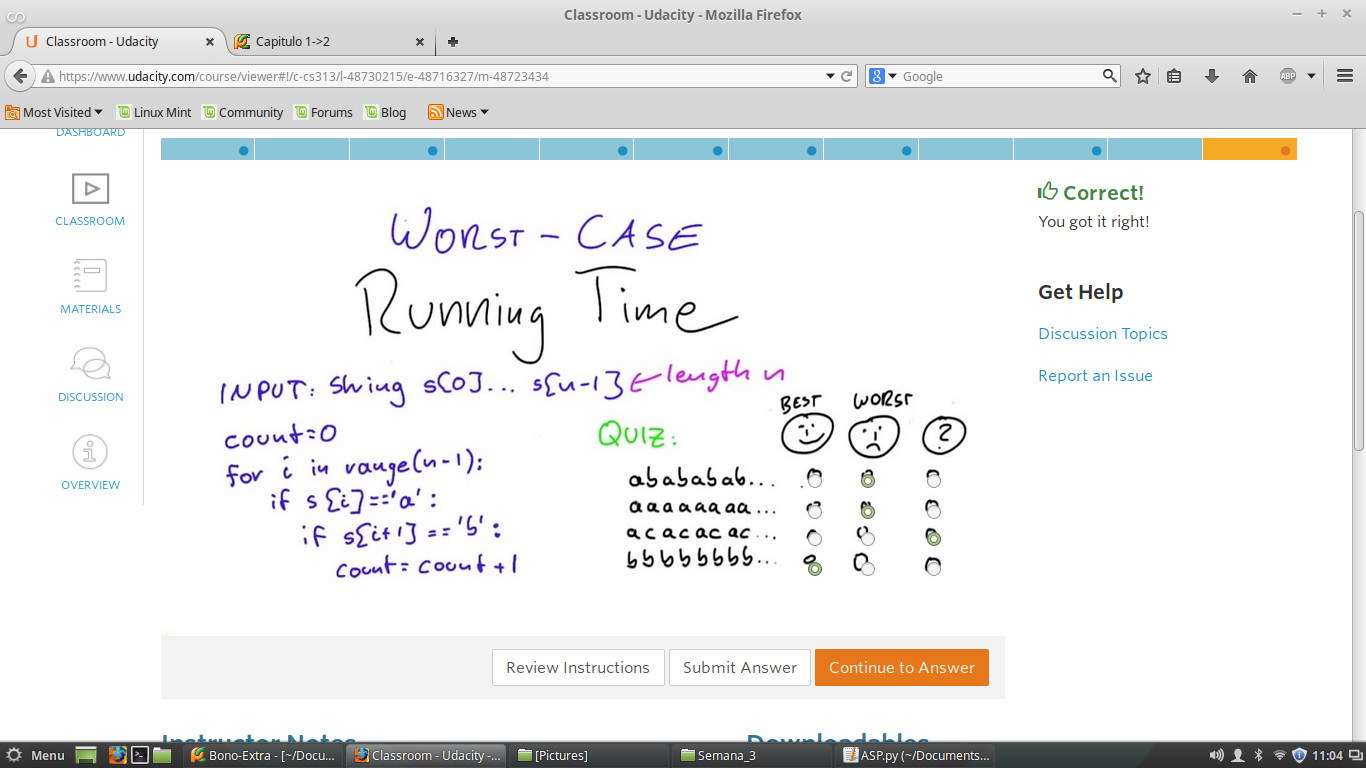 Classroom - Udacity - Mozilla Firefox
Classroom - Udacity
Capitulo 1->2
https://www.udacity.com/course/viewer#!/c-cs313/l-48730215/e-48716327/m-48723434
Google
ABP
Most Visited
Linux Mint
Community
Forums
Blog
News
DASHBOARD
CLASSROOM
MATERIALS
DISCUSSION
OVERVIEW
WORST - CASE
Running Time
INPUT: String s[0]... s[n-1] ← length n
count=0
for i in range(n-1):
if s[i]=='a':
if s[i+1]=='b':
count=count+1
QUIZ:
BEST WORST ?
abababab...
aaaaaaaa...
acacacac...
bbbbbbbb...
Correct!
You got it right!
Get Help
Discussion Topics
Report an Issue
Review Instructions
Submit Answer
Continue to Answer
Instructor Notes
Downloadables
Menu
Bono-Extra - [~/Docu...
Classroom - Udacity -...
[Pictures]
Semana_3
ASP.py (~/Documents...
11:04